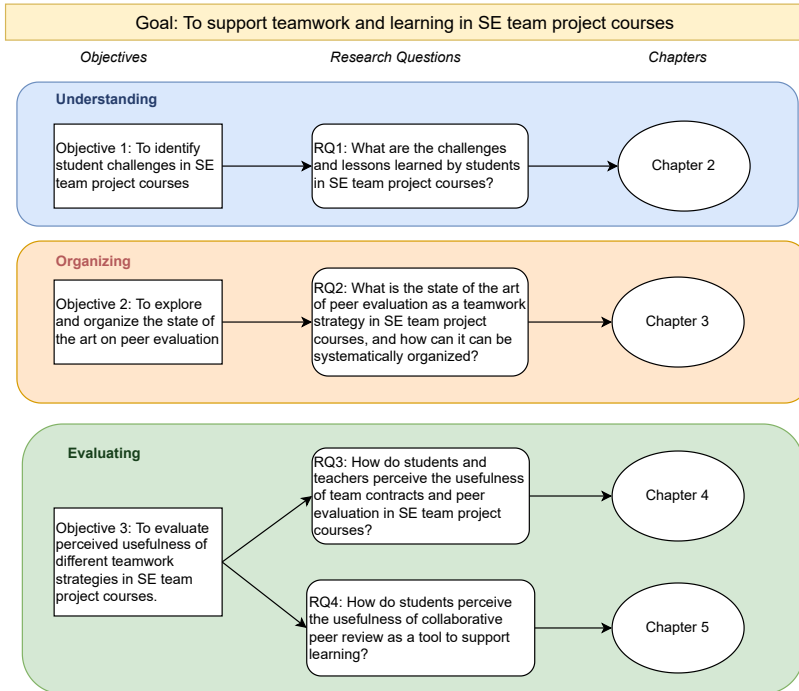 Goal: To support teamwork and learning in SE team project courses
Objectives
Research Questions
Chapters
Understanding
Objective 1: To identify
student challenges in SE
team project courses
RQ1: What are the challenges
and lessons learned by students
in SE team project courses?
Chapter 2
Organizing
Objective 2: To explore
and organize the state of
the art on peer evaluation
RQ2: What is the state of the art
of peer evaluation as a teamwork
strategy in SE team project
courses, and how can it can be
systematically organized?
Chapter 3
Evaluating
Objective 3: To evaluate
perceived usefulness of
different teamwork
strategies in SE team
project courses.
RQ3: How do students and
teachers perceive the usefulness
of team contracts and peer
evaluation in SE team project
courses?
Chapter 4
RQ4: How do students perceive
the usefulness of collaborative
peer review as a tool to support
learning?
Chapter 5